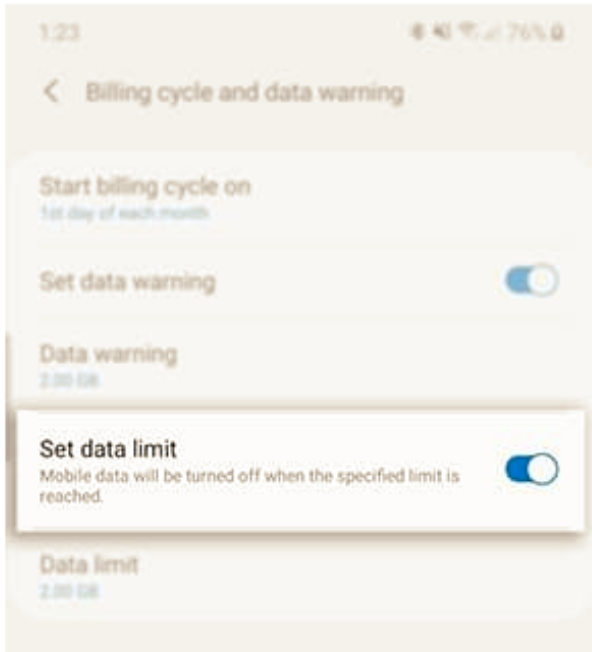 1:23
76%
Billing cycle and data warning
Start billing cycle on
1st day of each month
Set data warning
Data warning
2.00 GB
Set data limit
Mobile data will be turned off when the specified limit is
reached.
Data limit
2.00 GB